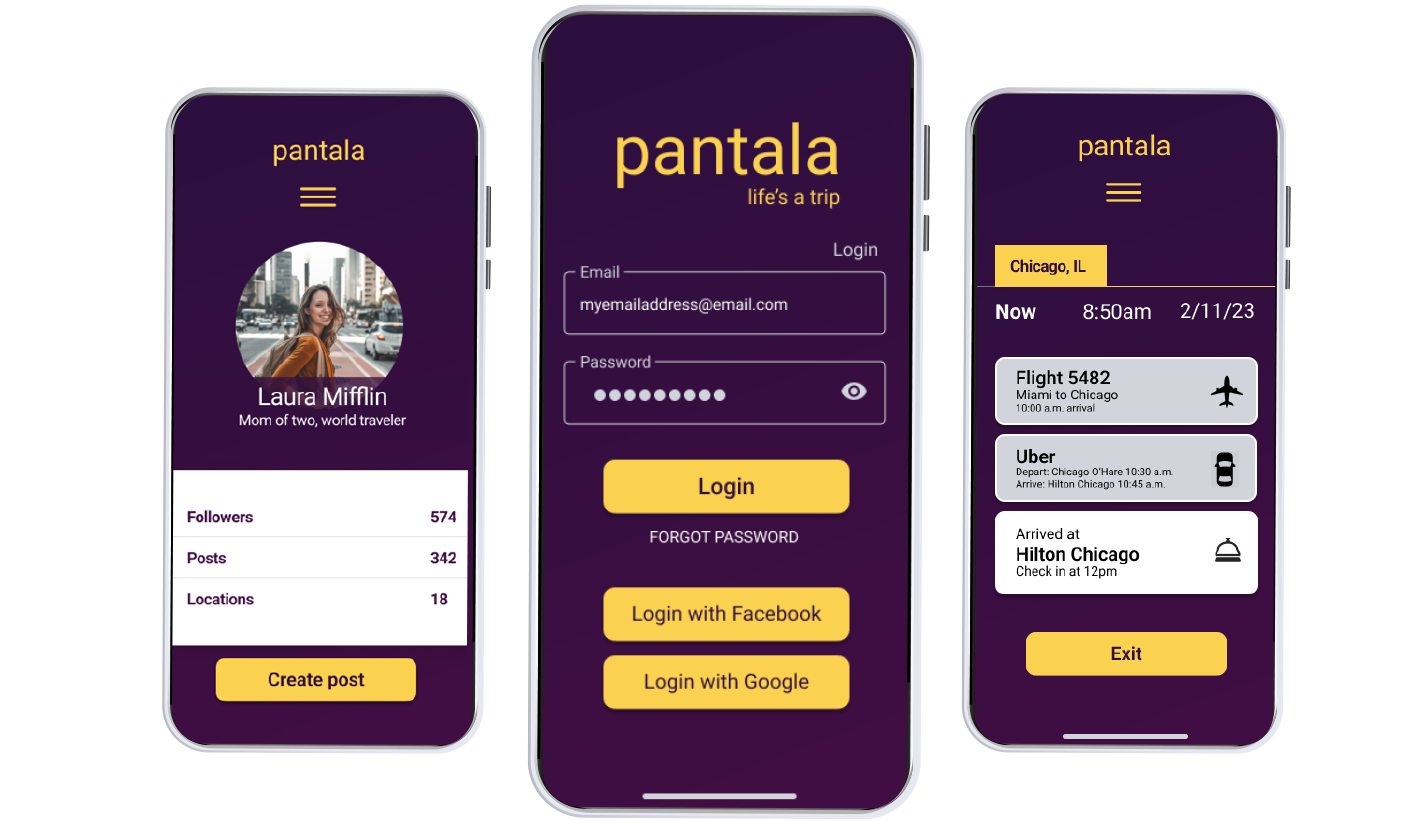 pantala
Laura Mifflin
Mom of two, world traveler
Followers 574
Posts 342
Locations 18
Create post
pantala
life's a trip
Login
Email
myemailaddress@email.com
Password
Login
FORGOT PASSWORD
Login with Facebook
Login with Google
pantala
Chicago, IL
Now 8:50am 2/11/23
Flight 5482
Miami to Chicago
10:00 a.m. arrival
Uber
Depart: Chicago O'Hare 10:30 a.m.
Arrive: Hilton Chicago 10:45 a.m.
Arrived at
Hilton Chicago
Check in at 12pm
Exit